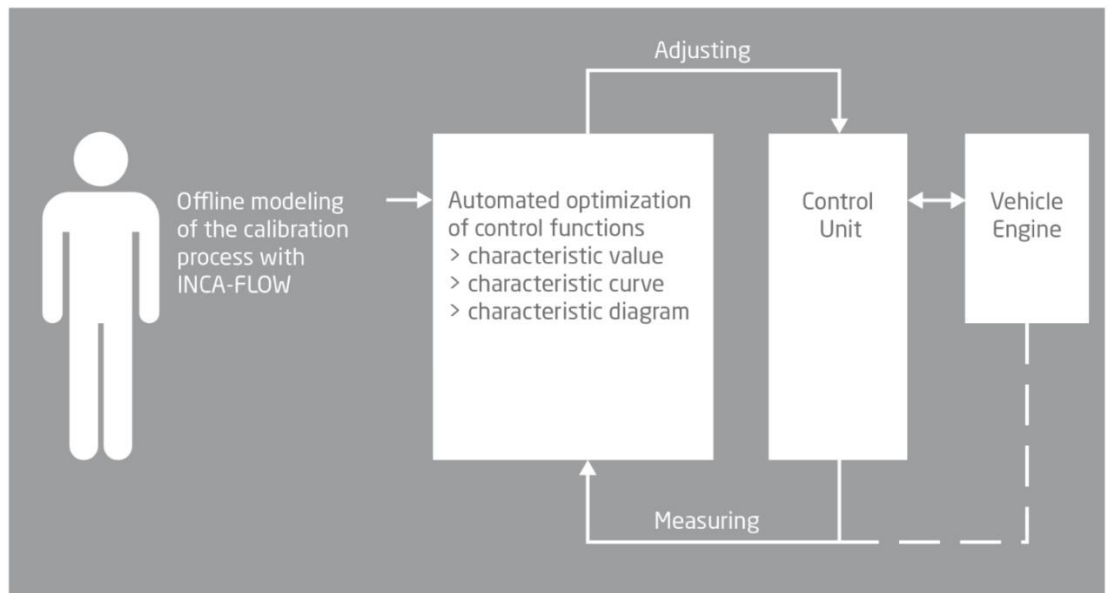 Adjusting
Offline modeling
of the calibration
process with
INCA-FLOW
Automated optimization
of control functions
> characteristic value
> characteristic curve
> characteristic diagram
Control
Unit
Vehicle
Engine
Measuring